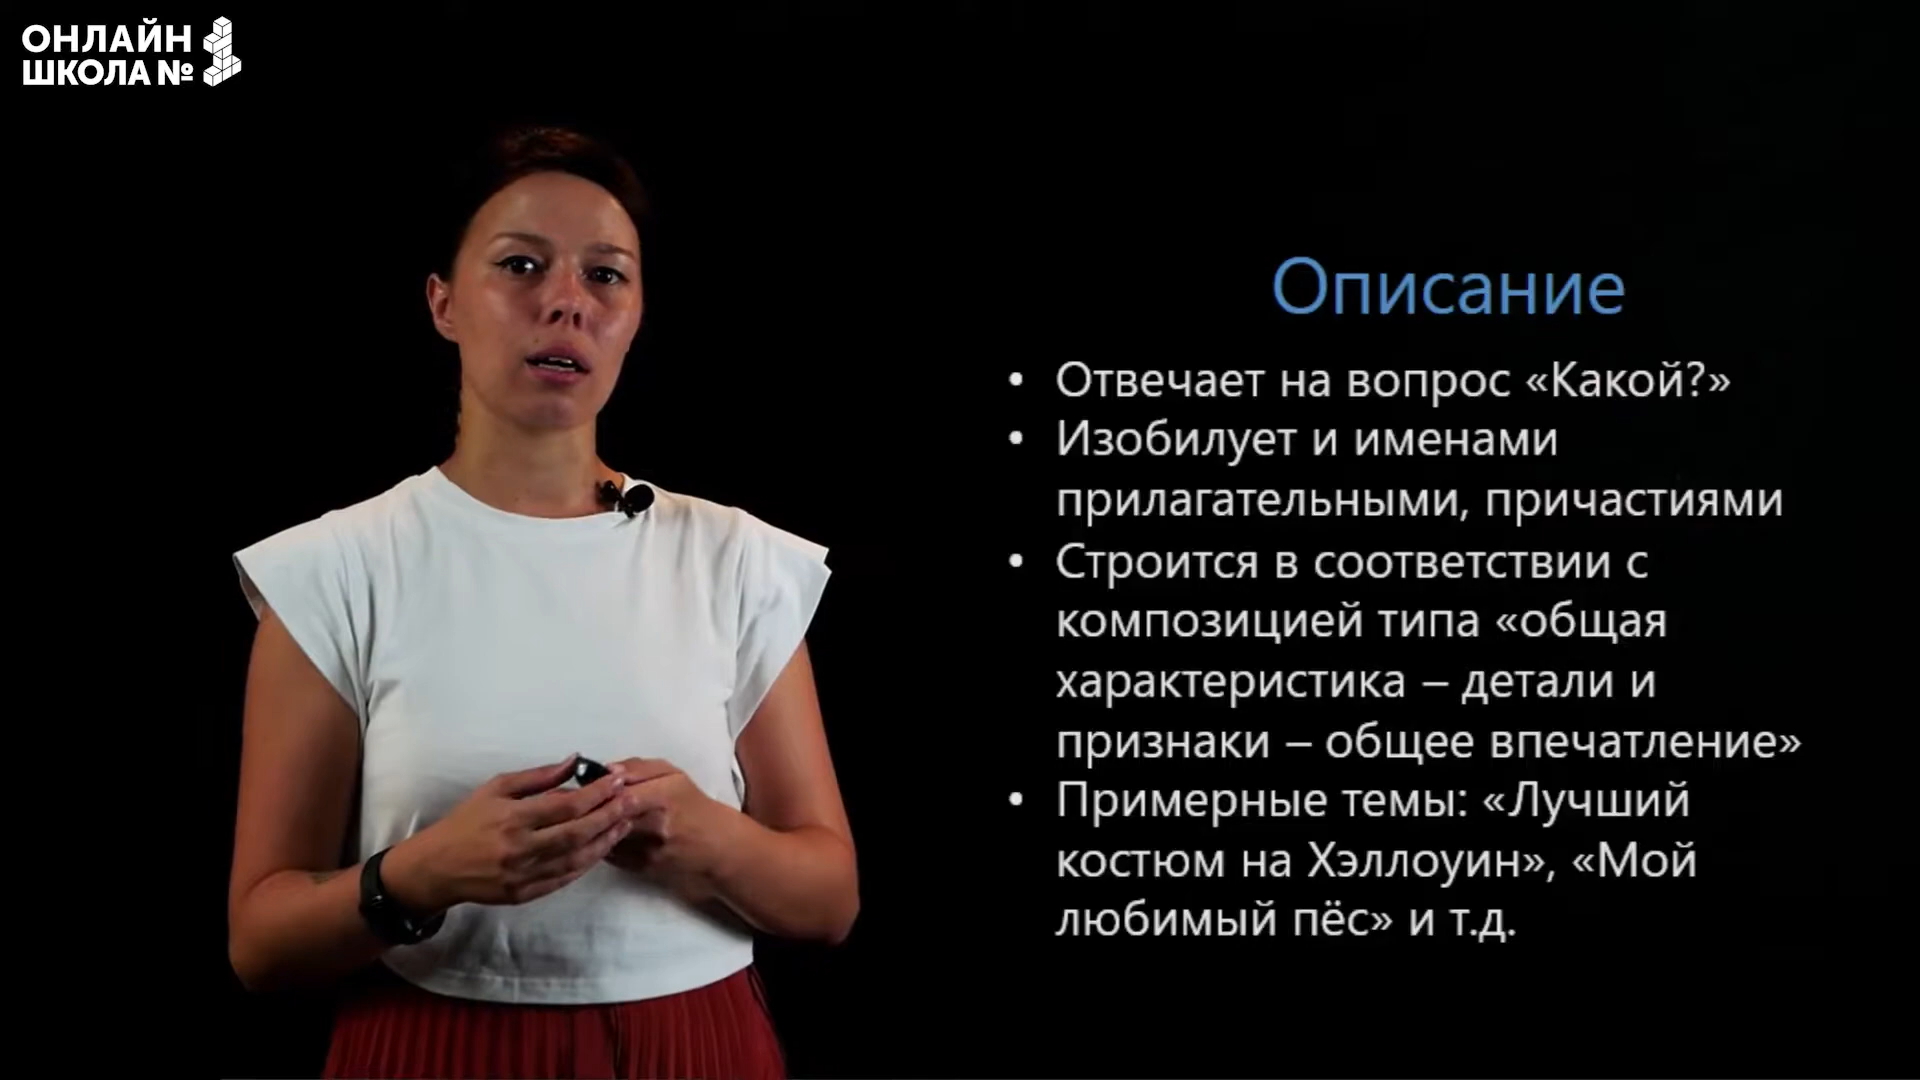 ОНЛАЙН
ШКОЛА №
Описание
• Отвечает на вопрос «Какой?»
• Изобилует и именами
прилагательными, причастиями
• Строится в соответствии с
композицией типа «общая
характеристика – детали и
признаки – общее впечатление»
• Примерные темы: «Лучший
костюм на Хэллоуин», «Мой
любимый пёс» и т.д.